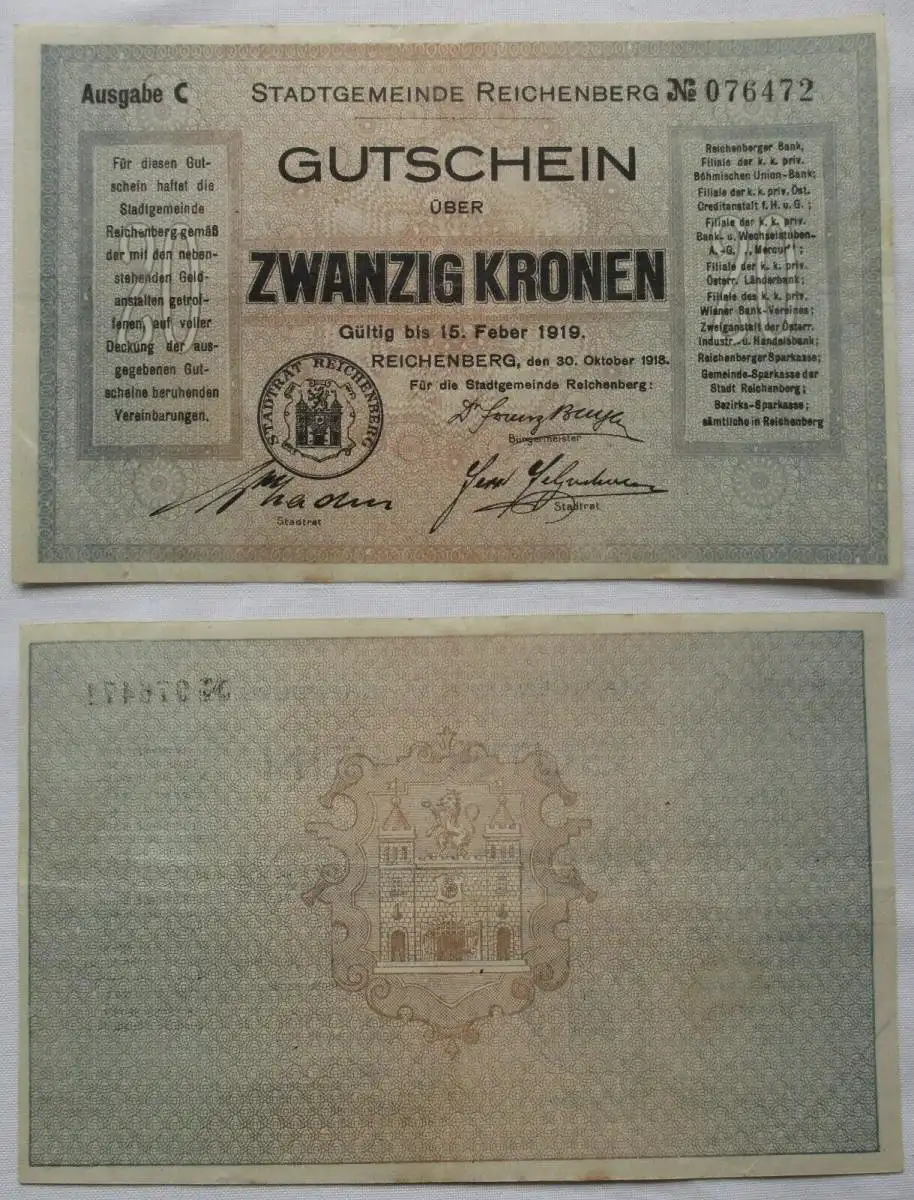 Ausgabe C
STADTGEMEINDE REICHENBERG № 076472
GUTSCHEIN
ÜBER
ZWANZIG KRONEN
Gültig bis 15. Feber 1919.
REICHENBERG, den 30. Oktober 1918.
Für die Stadtgemeinde Reichenberg:
Bürgermeister
Stadtrat
Stadtrat
STADTRAT REICHENBERG
Für diesen Gut-
schein haftet die
Stadtgemeinde
Reichenberg gemäß
der mit den neben-
stehenden Geld-
anstalten getrof-
fenen, auf voller
Deckung der aus-
gegebenen Gut-
scheine beruhenden
Vereinbarungen.
20
Reichenberger Bank,
Filiale der k. k. priv.
Böhmischen Union-Bank;
Filiale der k. k. priv. Öst.
Creditanstalt f. H. u. G.;
Filiale der k. k. priv.
Bank- u. Wechselstuben-
A.-G. „Mercur";
Filiale der k. k. priv.
Österr. Länderbank;
Filiale des k. k. priv.
Wiener Bank-Vereines;
Zweiganstalt der Österr.
Industr.- u. Handelsbank;
Reichenberger Sparkasse;
Gemeinde-Sparkasse der
Stadt Reichenberg;
Bezirks-Sparkasse;
sämtliche in Reichenberg
№ 076471